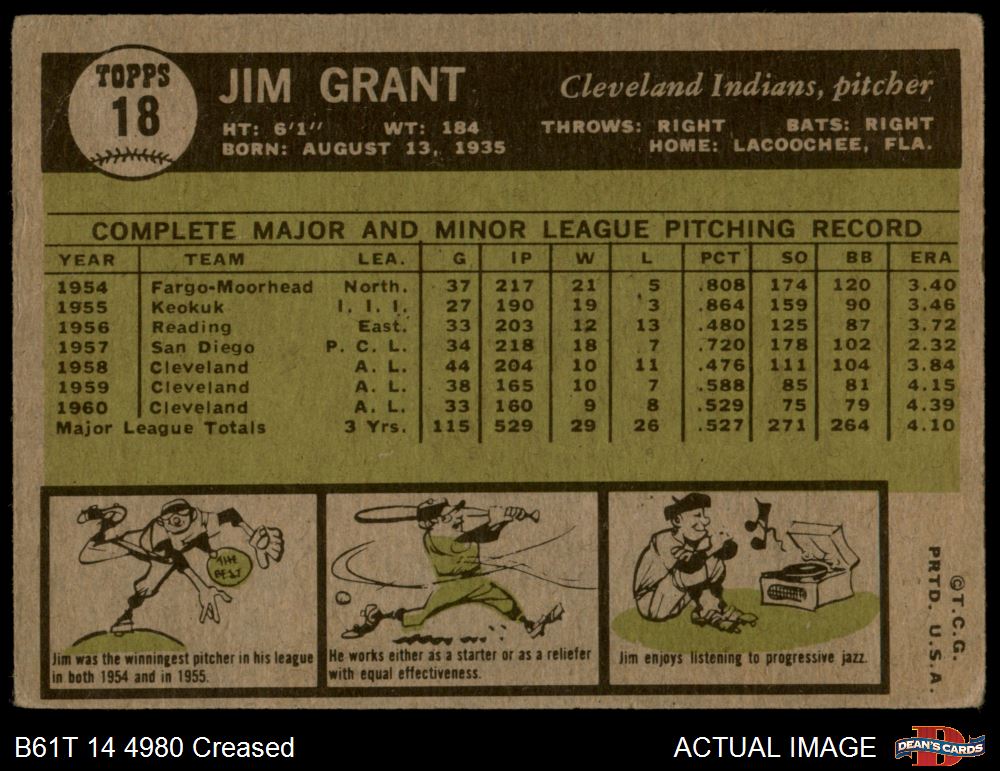 TOPPS
18
JIM GRANT
Cleveland Indians, pitcher
HT: 6'1" WT: 184 THROWS: RIGHT BATS: RIGHT
BORN: AUGUST 13, 1935 HOME: LACOOCHEE, FLA.
COMPLETE MAJOR AND MINOR LEAGUE PITCHING RECORD
YEAR TEAM LEA. G IP W L PCT SO BB ERA
1954 Fargo-Moorhead North. 37 217 21 5 .808 174 120 3.40
1955 Keokuk I. I. I. 27 190 19 3 .864 159 90 3.46
1956 Reading East. 33 203 12 13 .480 125 87 3.72
1957 San Diego P. C. L. 34 218 18 7 .720 178 102 2.32
1958 Cleveland A. L. 44 204 10 11 .476 111 104 3.84
1959 Cleveland A. L. 38 165 10 7 .588 85 81 4.15
1960 Cleveland A. L. 33 160 9 8 .529 75 79 4.39
Major League Totals 3 Yrs. 115 529 29 26 .527 271 264 4.10
THE
BEST
Jim was the winningest pitcher in his league
in both 1954 and in 1955.
He works either as a starter or as a reliefer
with equal effectiveness.
Jim enjoys listening to progressive jazz.
©T.C.G.
PRTD. U.S.A.
B61T 14 4980 Creased
ACTUAL IMAGE
D
DEAN'S CARDS